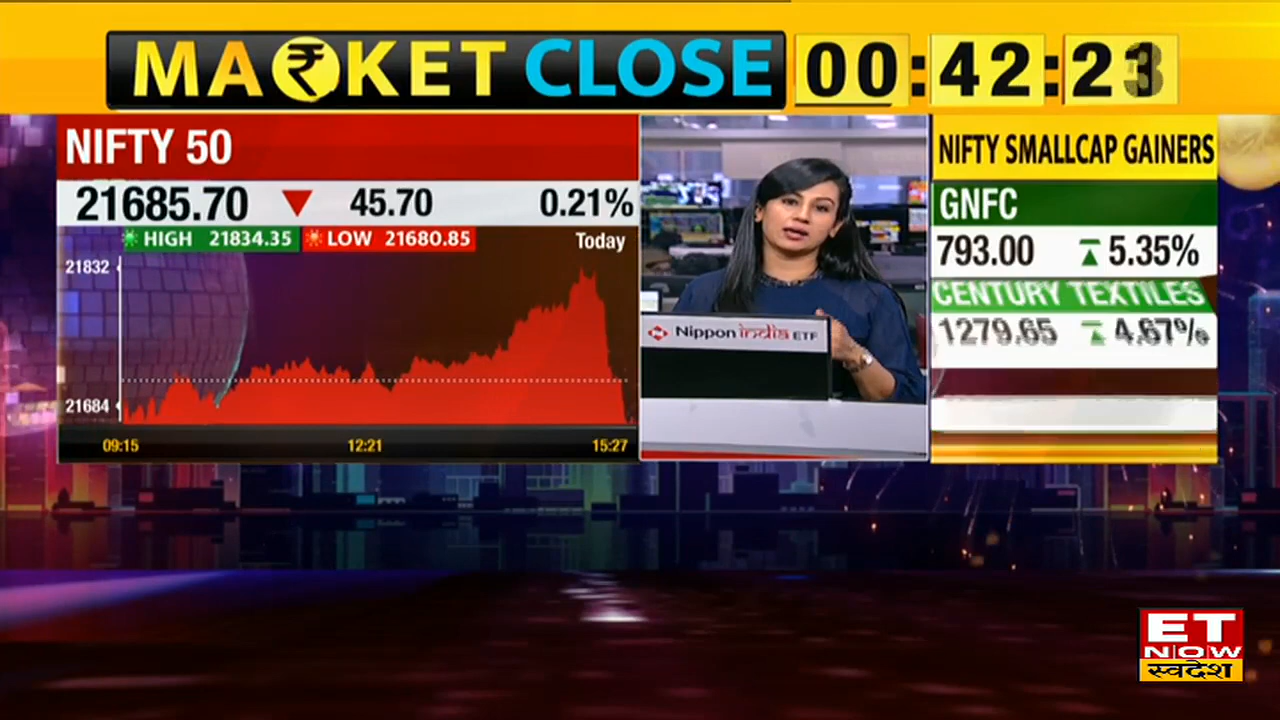 MA₹KET CLOSE 00:42:23
NIFTY 50
21685.70 ▼ 45.70 0.21%
HIGH 21834.35 LOW 21680.85 Today
21832
21684
09:15 12:21 15:27
Nippon india ETF
NIFTY SMALLCAP GAINERS
GNFC
793.00 ▲ 5.35%
CENTURY TEXTILES
1279.65 ▲ 4.67%
ET
NOW
स्वदेश